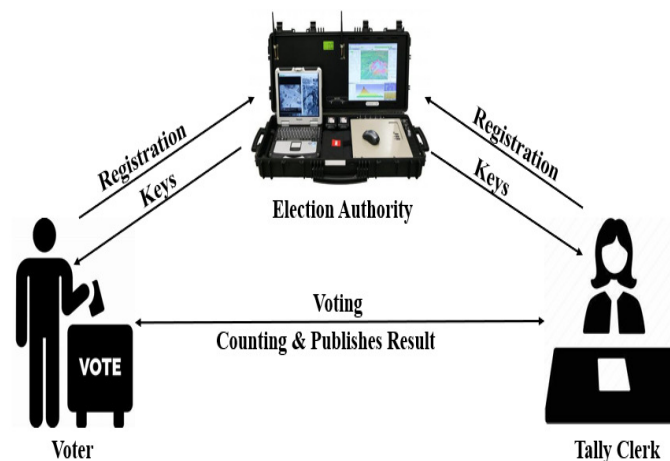 Registration
Keys
Election Authority
Registration
Keys
Voting
Counting & Publishes Result
VOTE
Voter
Tally Clerk